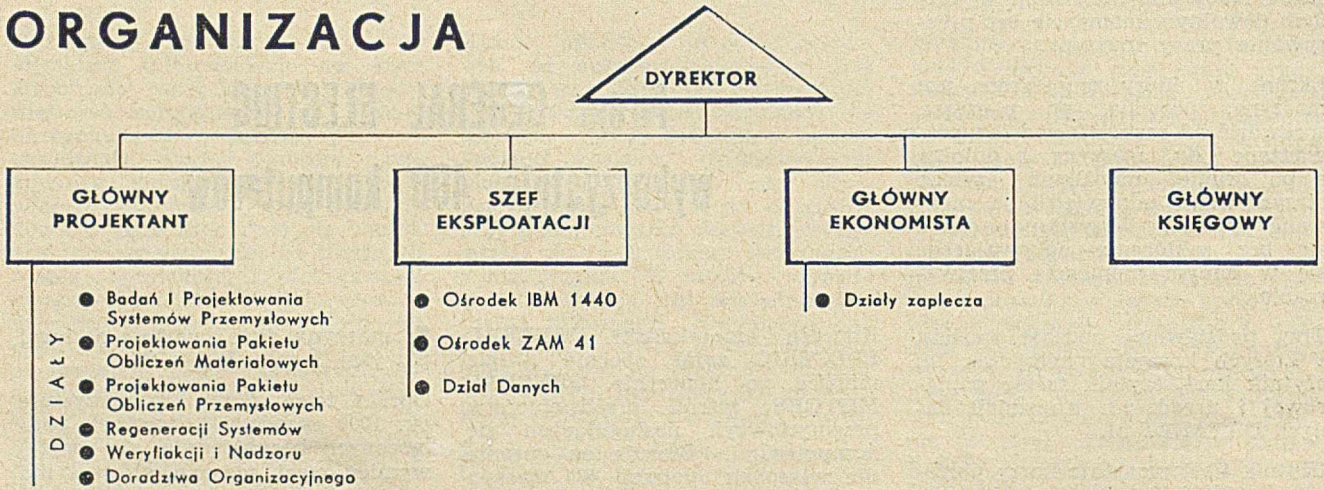 ORGANIZACJA
DYREKTOR
GŁÓWNY
PROJEKTANT
SZEF
EKSPLOATACJI
GŁÓWNY
EKONOMISTA
GŁÓWNY
KSIĘGOWY
DZIAŁY
● Badań I Projektowania
Systemów Przemysłowych
● Projektowania Pakietu
Obliczeń Materiałowych
● Projektowania Pakietu
Obliczeń Przemysłowych
● Regeneracji Systemów
● Weryfiakcji i Nadzoru
● Doradztwa Organizacyjnego
● Ośrodek IBM 1440
● Ośrodek ZAM 41
● Dział Danych
● Działy zaplecza